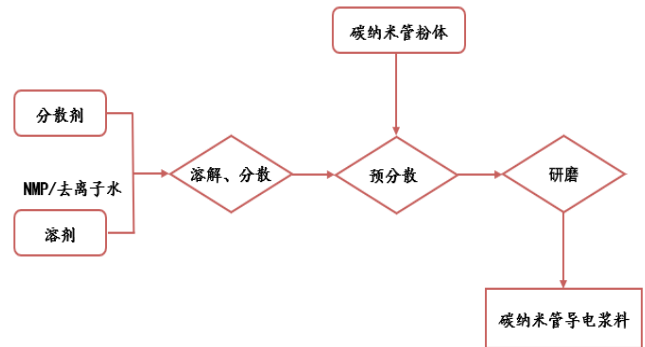 碳纳米管粉体
分散剂
溶解、分散
预分散
研磨
NMP/去离子水
溶剂
碳纳米管导电浆料